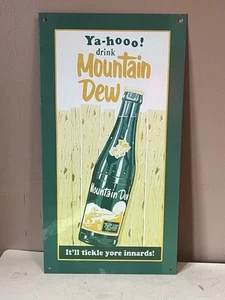 Ya-hooo!
drink
Mountain
Dew
Mountain Dew
It'll tickle yore innards!